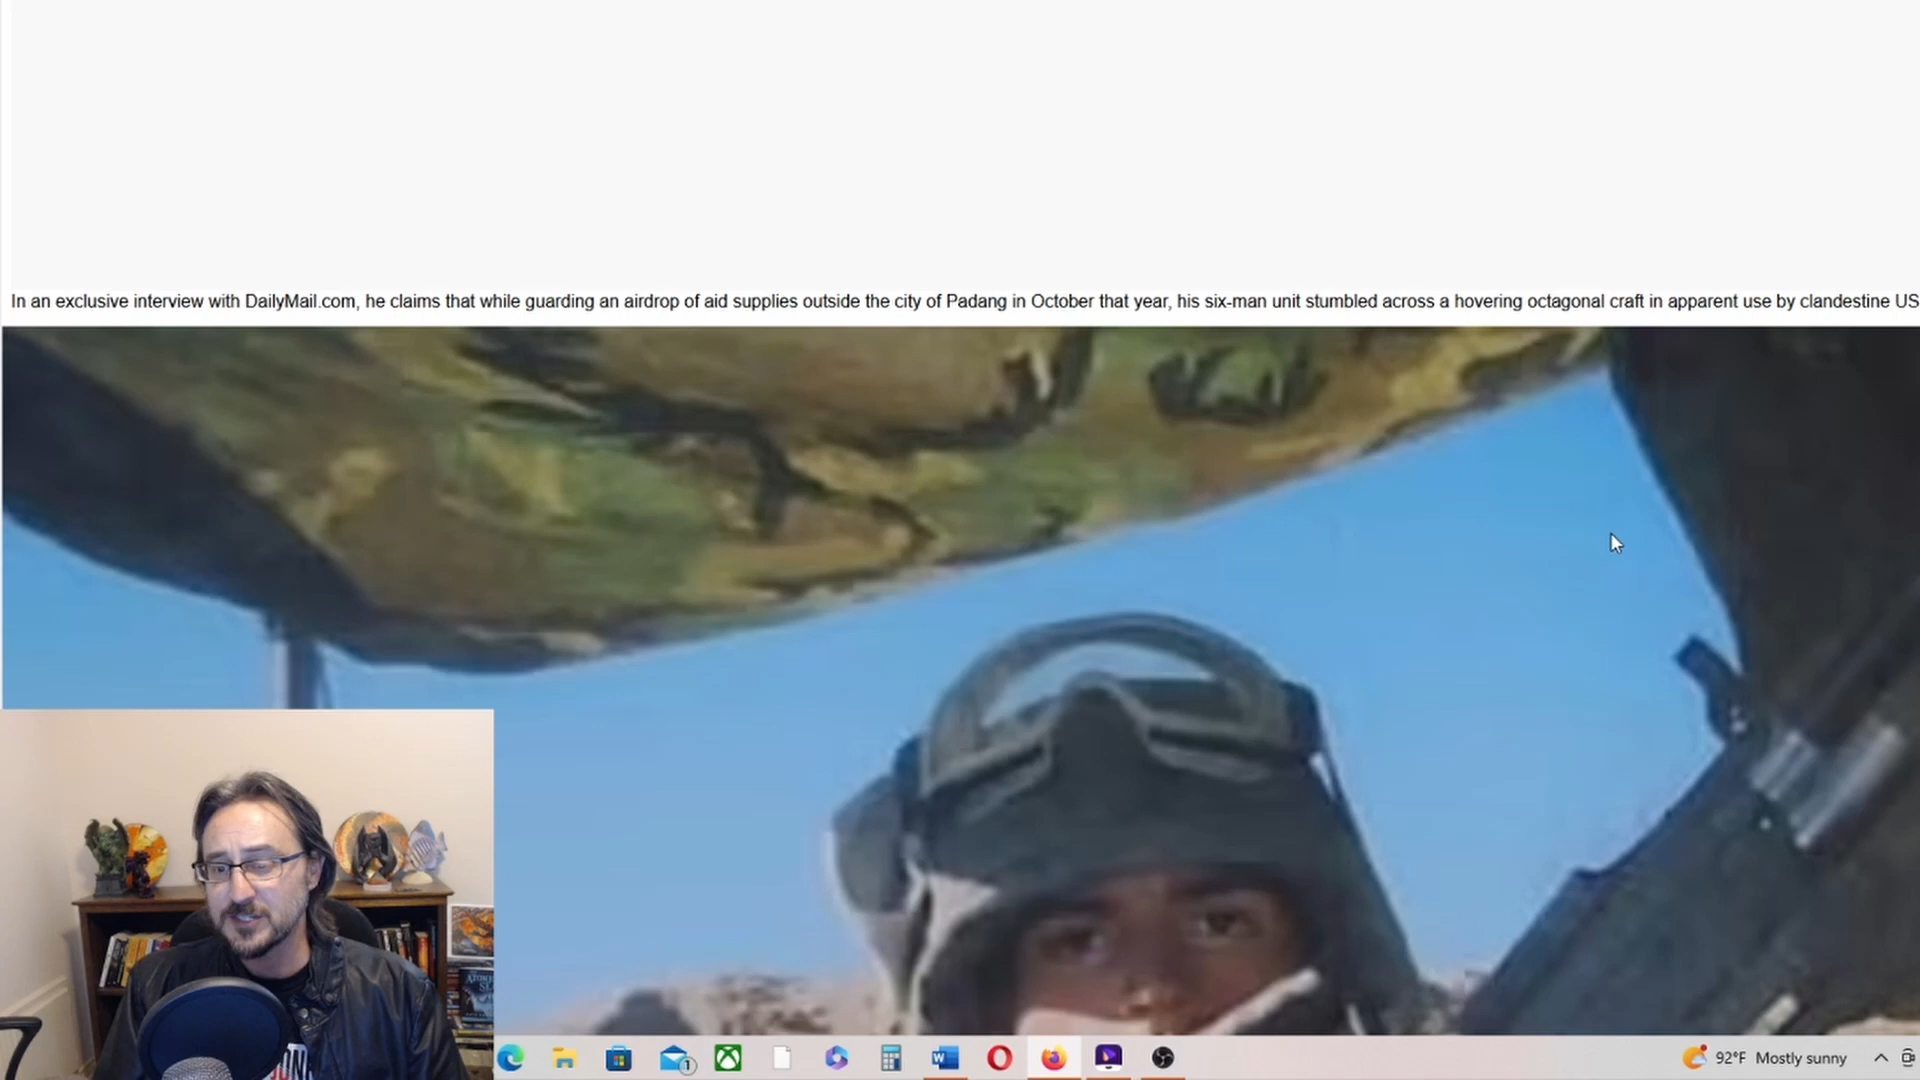 In an exclusive interview with DailyMail.com, he claims that while guarding an airdrop of aid supplies outside the city of Padang in October that year, his six-man unit stumbled across a hovering octagonal craft in apparent use by clandestine US
1
92°F Mostly sunny